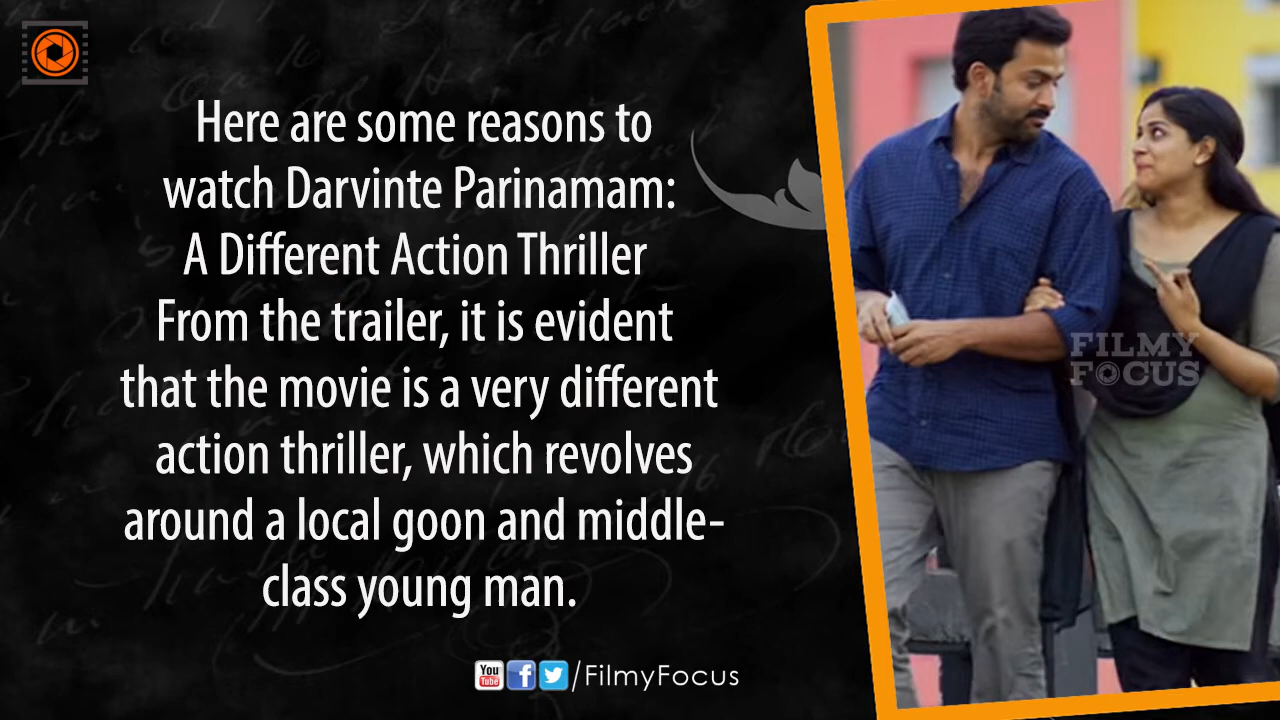 Here are some reasons to
watch Darvinte Parinamam:
A Different Action Thriller
From the trailer, it is evident
that the movie is a very different
action thriller, which revolves
around a local goon and middle-
class young man.
FILMY
FOCUS
You
Tube
/FilmyFocus